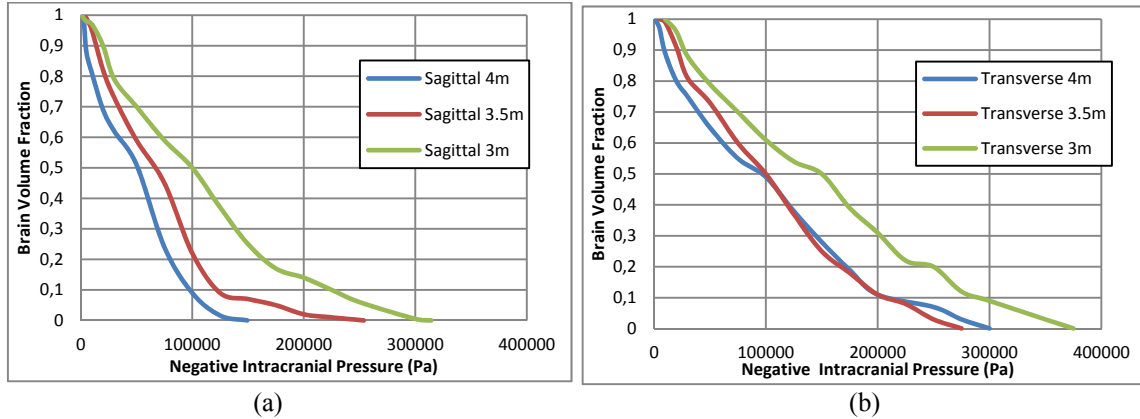 Brain Volume Fraction
1
0,9
0,8
0,7
0,6
0,5
0,4
0,3
0,2
0,1
0
Sagittal 4m
Sagittal 3.5m
Sagittal 3m
0 100000 200000 300000 400000
Negative Intracranial Pressure (Pa)
(a)
Brain Volume Fraction
1
0,9
0,8
0,7
0,6
0,5
0,4
0,3
0,2
0,1
0
Transverse 4m
Transverse 3.5m
Transverse 3m
0 100000 200000 300000 400000
Negative Intracranial Pressure (Pa)
(b)